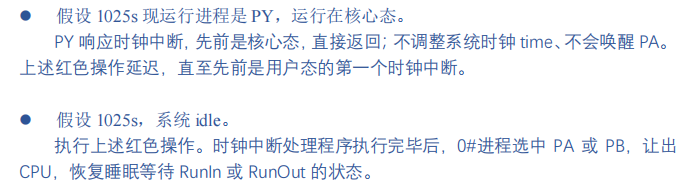 ● 假设 1025s 现运行进程是 PY，运行在核心态。
PY 响应时钟中断，先前是核心态，直接返回；不调整系统时钟 time、不会唤醒 PA。
上述红色操作延迟，直至先前是用户态的第一个时钟中断。
● 假设 1025s，系统 idle。
执行上述红色操作。时钟中断处理程序执行完毕后，0#进程选中 PA 或 PB，让出
CPU，恢复睡眠等待 RunIn 或 RunOut 的状态。